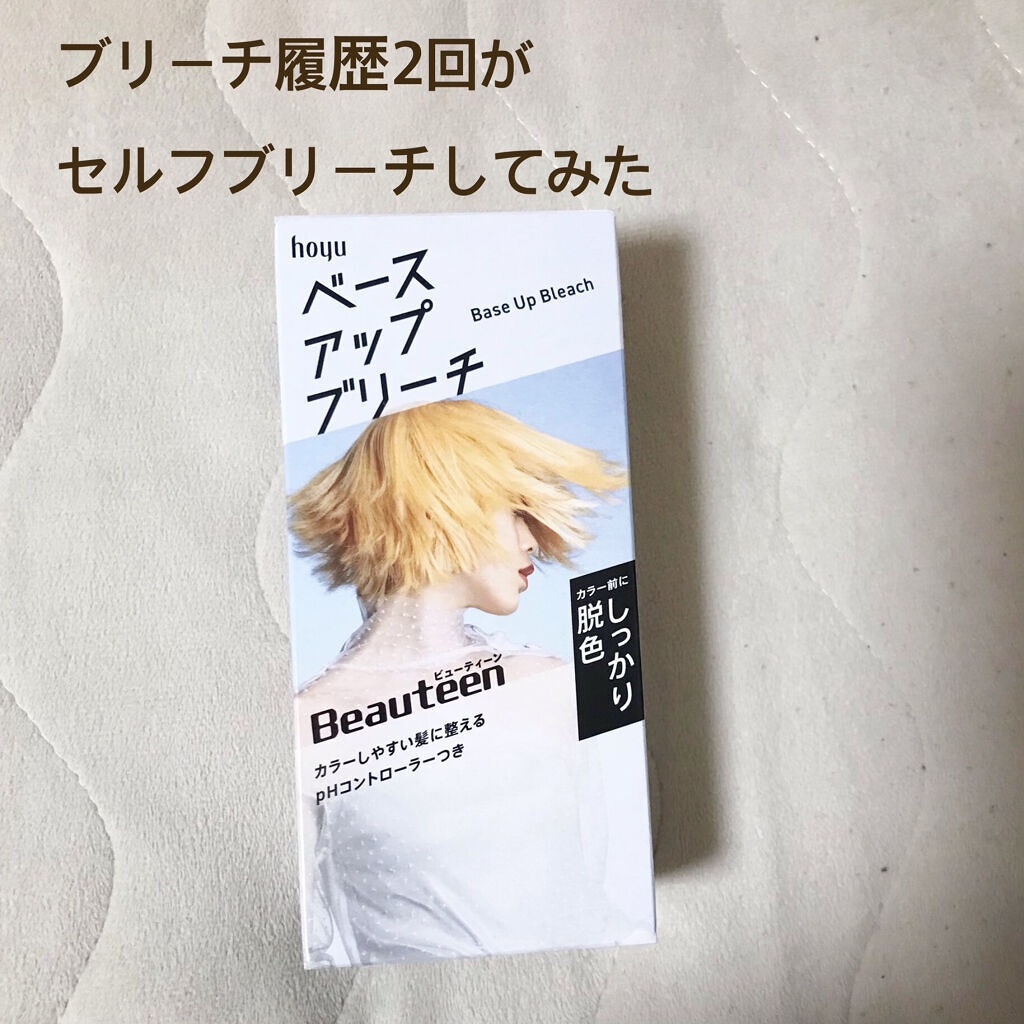 ブリーチ履歴2回が
セルフブリーチしてみた
hoyu
ベース
アップ
ブリーチ
Base Up Bleach
カラー前に
しっかり
脱色
ビューティーン
Beauteen
カラーしやすい髪に整える
pHコントローラーつき